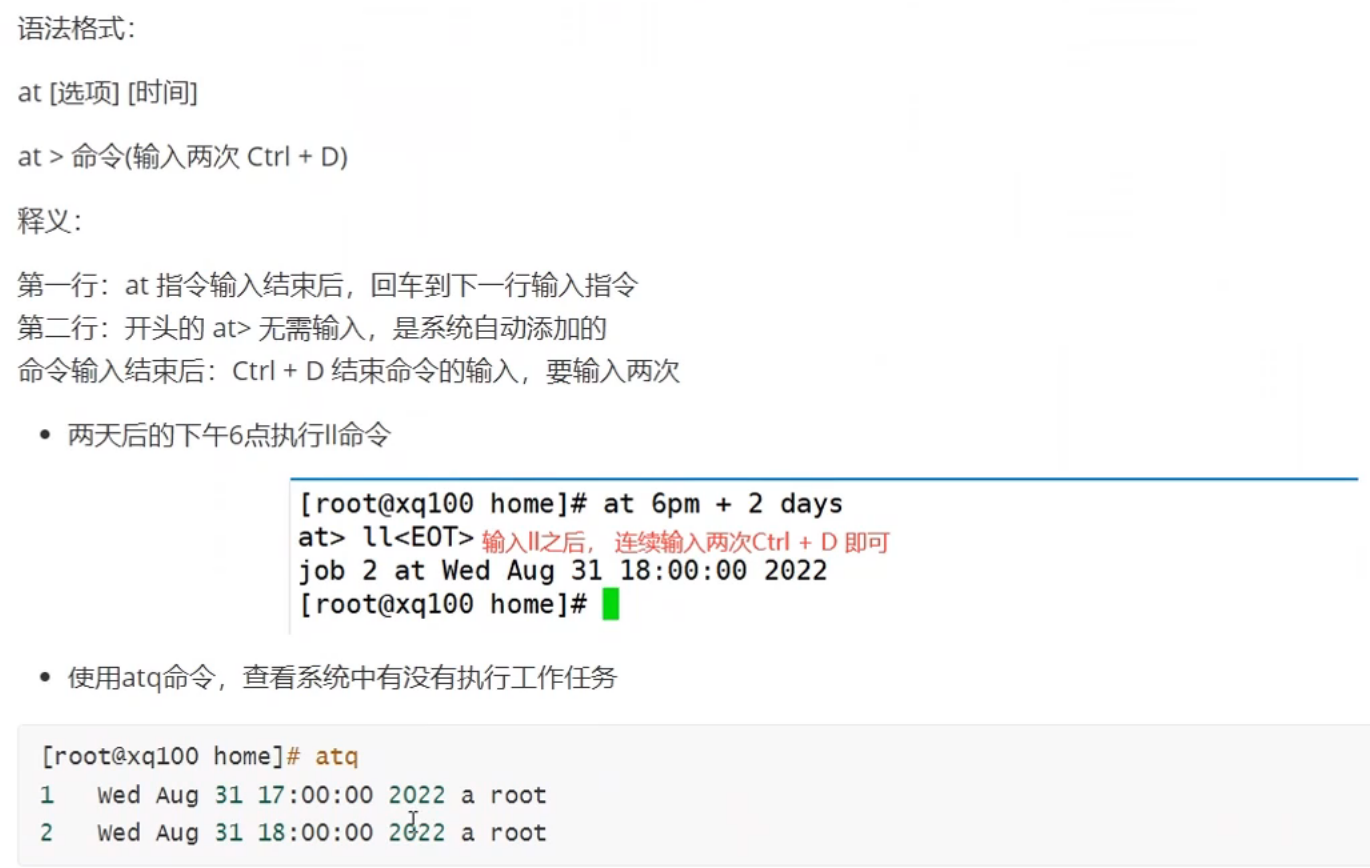 语法格式：
at [选项] [时间]
at > 命令(输入两次 Ctrl + D)
释义：
第一行：at 指令输入结束后，回车到下一行输入指令
第二行：开头的 at> 无需输入，是系统自动添加的
命令输入结束后：Ctrl + D 结束命令的输入，要输入两次
• 两天后的下午6点执行ll命令
[root@xq100 home]# at 6pm + 2 days
at> ll<EOT> 输入ll之后， 连续输入两次Ctrl + D 即可
job 2 at Wed Aug 31 18:00:00 2022
[root@xq100 home]#
• 使用atq命令，查看系统中有没有执行工作任务
[root@xq100 home]# atq
1 Wed Aug 31 17:00:00 2022 a root
2 Wed Aug 31 18:00:00 2022 a root